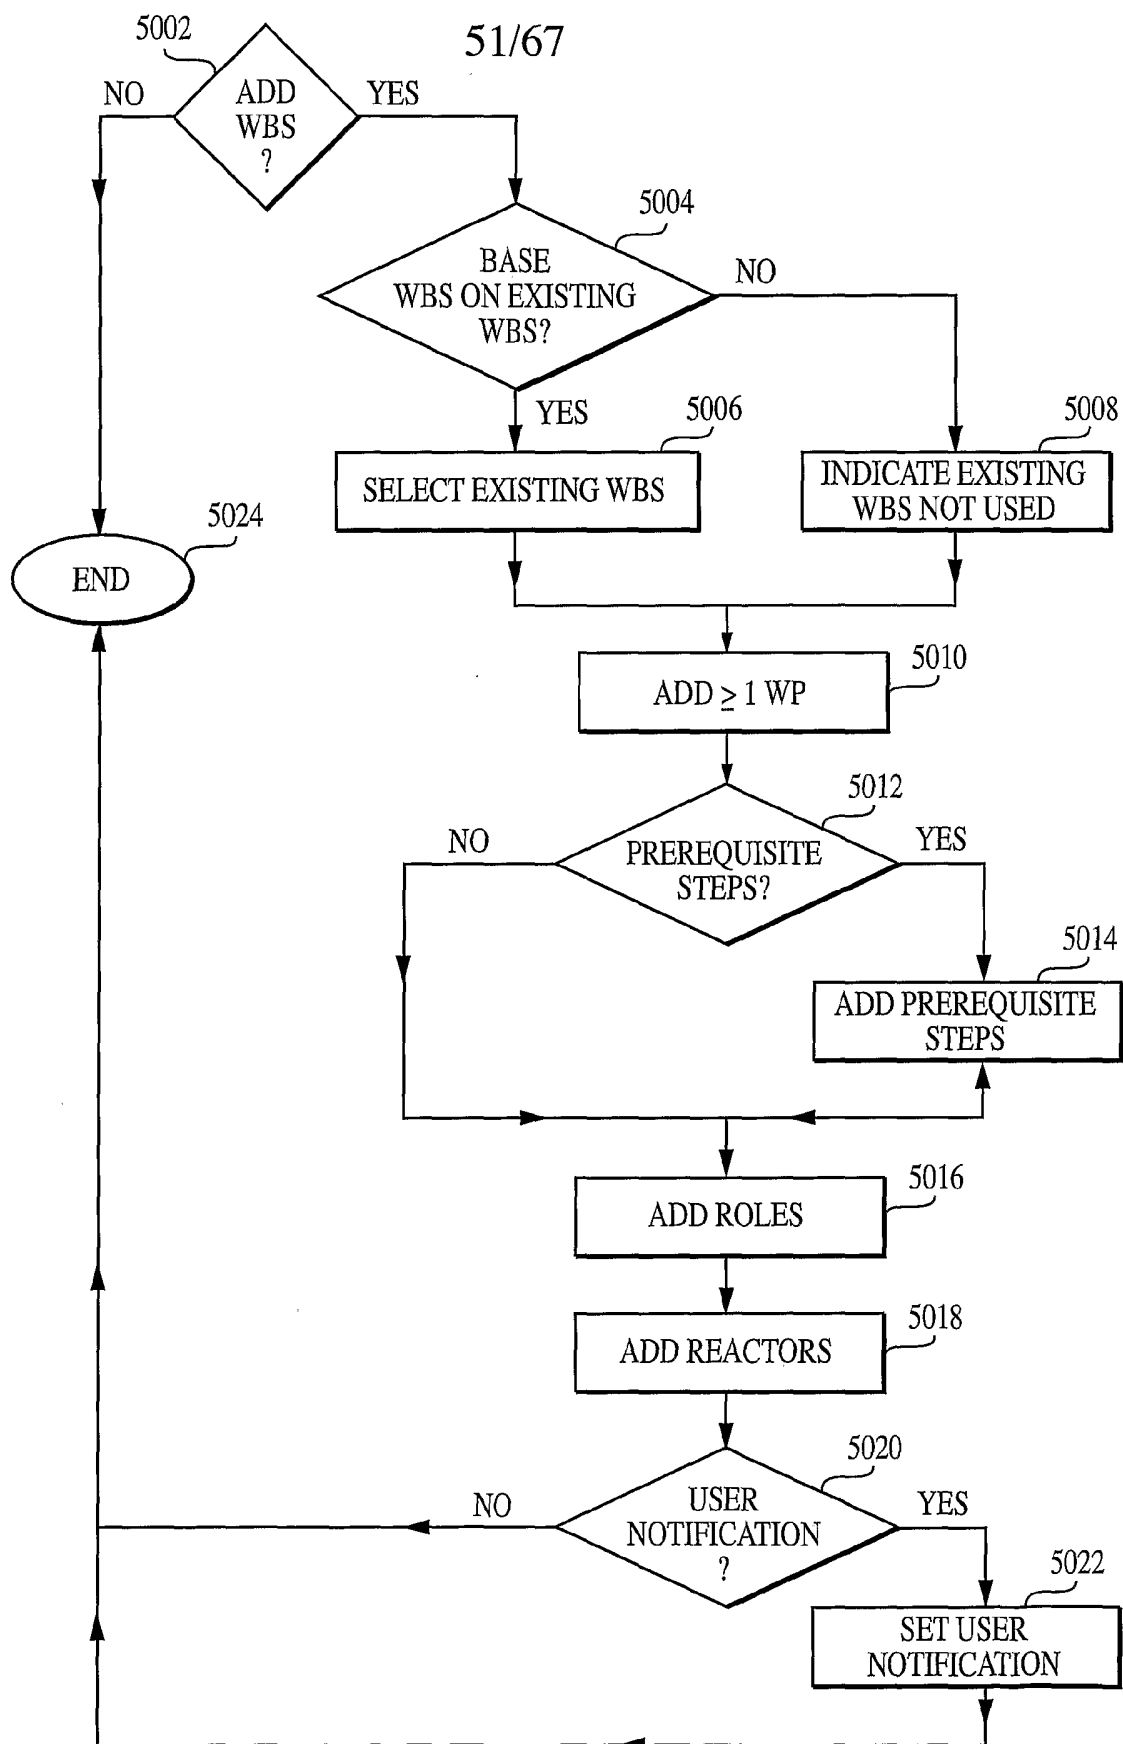 51/67
5002
NO
ADD
WBS
?
YES
5004
BASE
WBS ON EXISTING
WBS?
NO
YES
5006
SELECT EXISTING WBS
5008
INDICATE EXISTING
WBS NOT USED
5024
END
5010
ADD ≥ 1 WP
5012
NO
PREREQUISITE
STEPS?
YES
5014
ADD PREREQUISITE
STEPS
5016
ADD ROLES
5018
ADD REACTORS
5020
NO
USER
NOTIFICATION
?
YES
5022
SET USER
NOTIFICATION